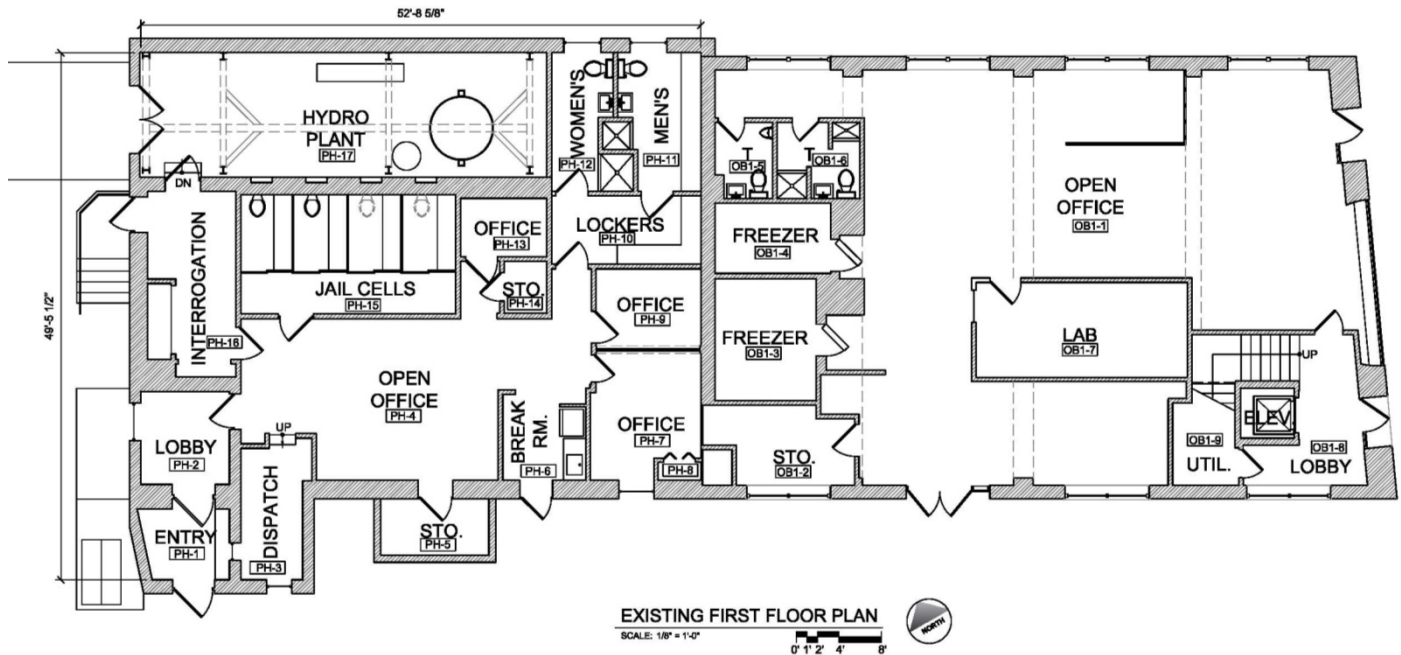 52'-8 5/8"
49'-5 1/2"
HYDRO
PLANT
PH-17
DN
WOMEN'S
PH-12
MEN'S
PH-11
T
OB1-5
T
OB1-6
OPEN
OFFICE
OB1-1
INTERROGATION
PH-16
JAIL CELLS
PH-15
OFFICE
PH-13
STO.
PH-14
LOCKERS
PH-10
FREEZER
OB1-4
OFFICE
PH-9
FREEZER
OB1-3
LAB
OB1-7
UP
OPEN
OFFICE
PH-4
BREAK
RM.
PH-6
OFFICE
PH-7
PH-8
STO.
OB1-2
ELEV.
OB1-9
UTIL.
OB1-8
LOBBY
LOBBY
PH-2
UP
ENTRY
PH-1
DISPATCH
PH-3
STO.
PH-5
EXISTING FIRST FLOOR PLAN
SCALE: 1/8" = 1'-0"
0' 1' 2' 4' 8'
NORTH